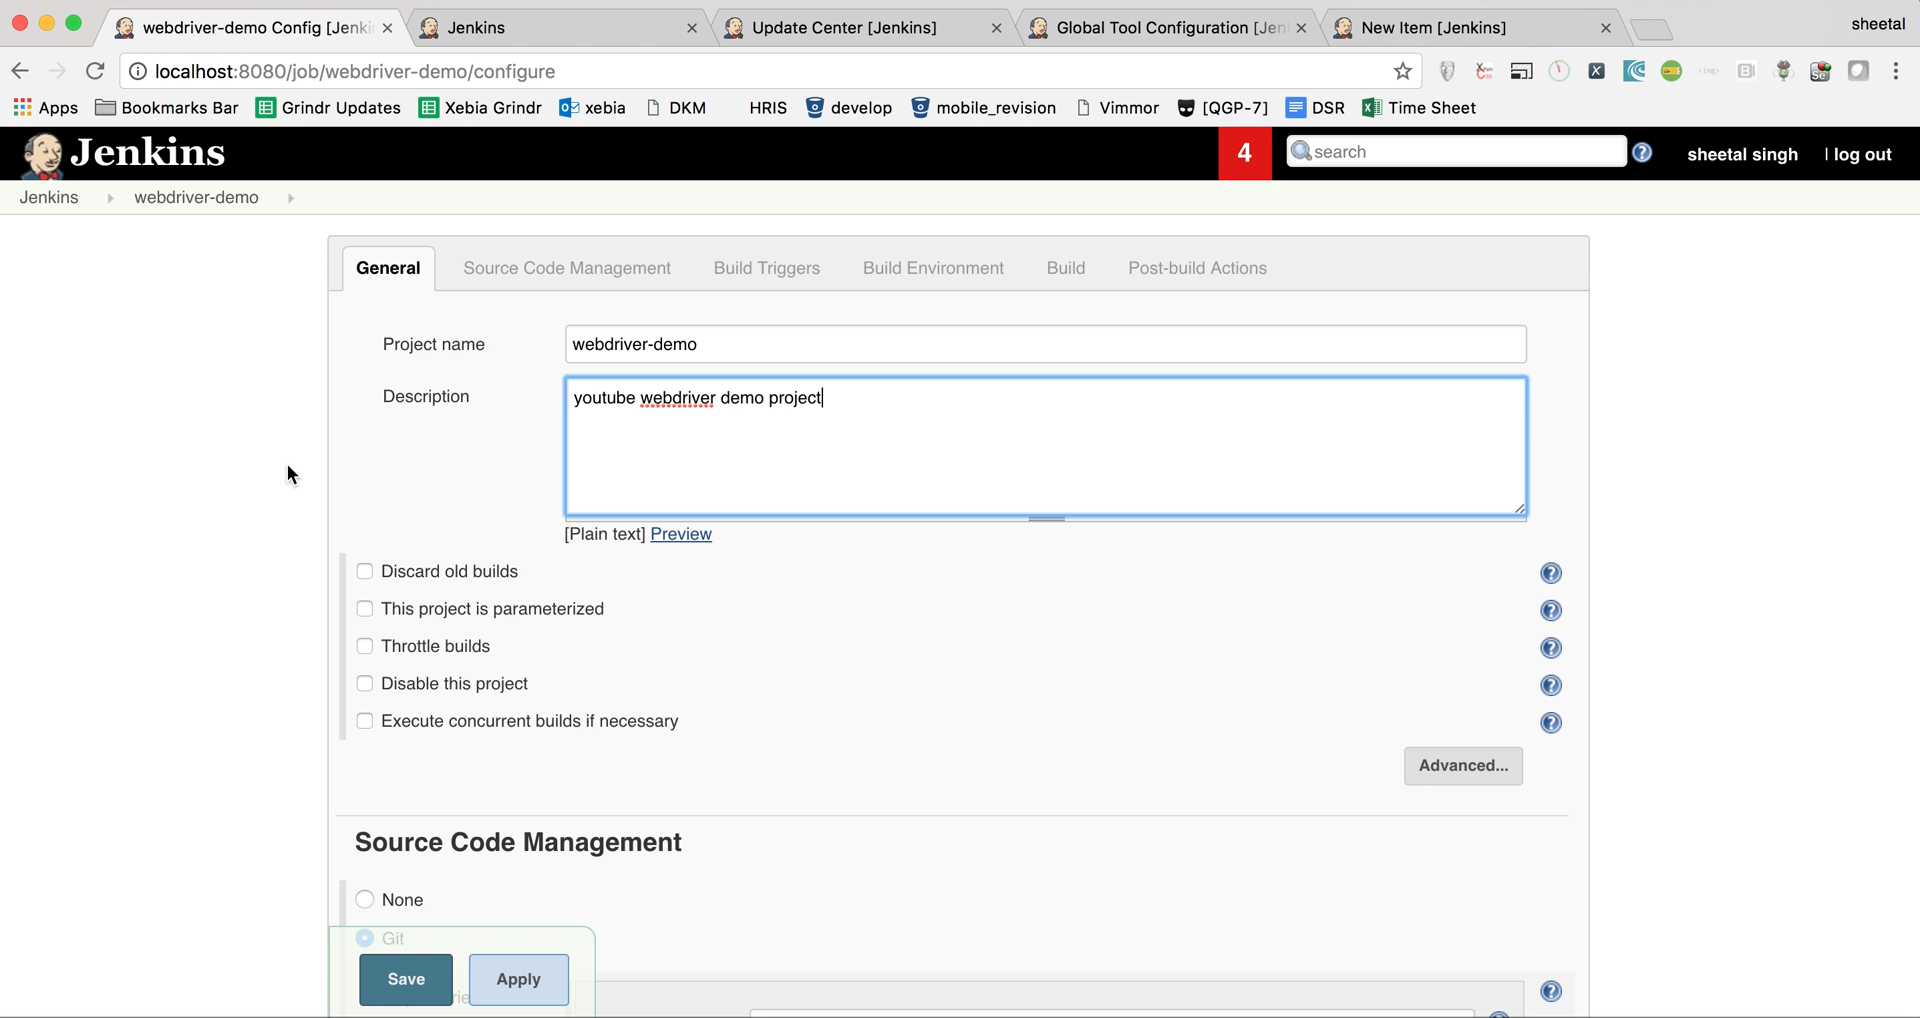 webdriver-demo Config [Jenki
Jenkins
Update Center [Jenkins]
Global Tool Configuration [Jen
New Item [Jenkins]
sheetal
localhost:8080/job/webdriver-demo/configure
Apps
Bookmarks Bar
Grindr Updates
Xebia Grindr
xebia
DKM
HRIS
develop
mobile_revision
Vimmor
[QGP-7]
DSR
Time Sheet
Jenkins
4
search
sheetal singh
| log out
Jenkins
webdriver-demo
General
Source Code Management
Build Triggers
Build Environment
Build
Post-build Actions
Project name
webdriver-demo
Description
youtube webdriver demo project
[Plain text] Preview
Discard old builds
This project is parameterized
Throttle builds
Disable this project
Execute concurrent builds if necessary
Advanced...
Source Code Management
None
Git
Save
Apply